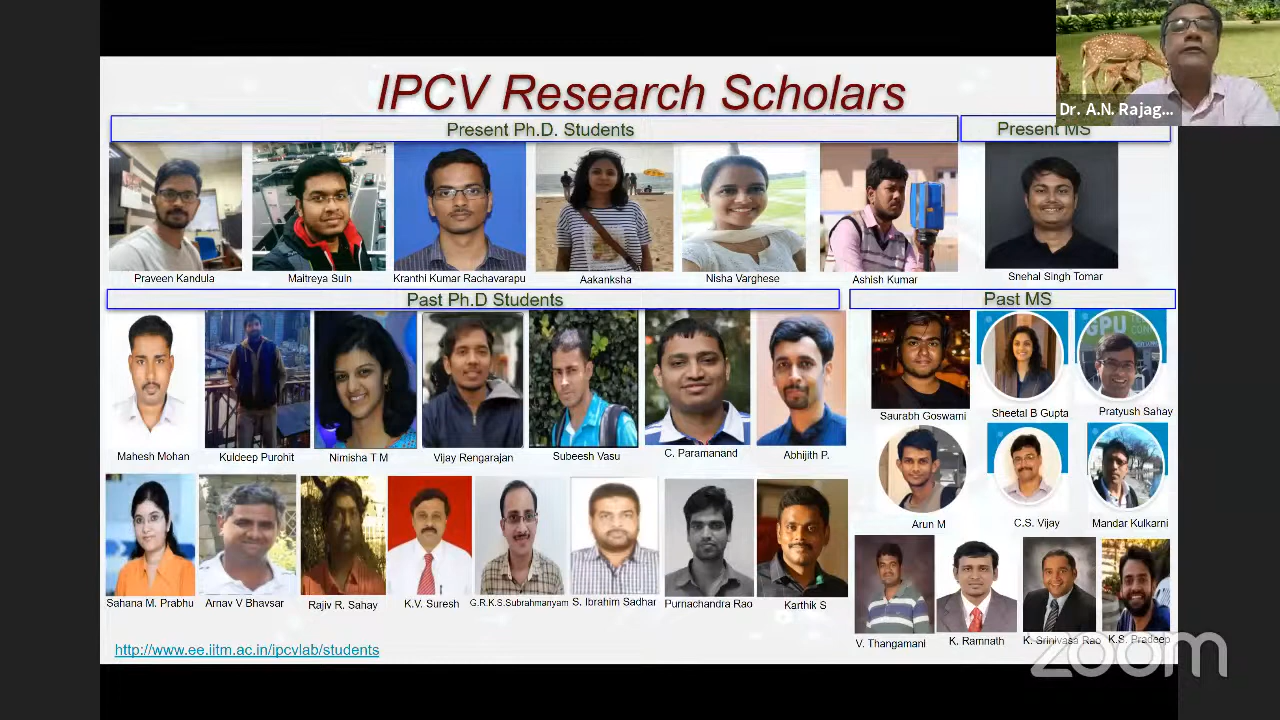 IPCV Research Scholars
Dr. A.N. Rajag...
Present Ph.D. Students
Present MS
Praveen Kandula
Maitreya Suin
Kranthi Kumar Rachavarapu
Aakanksha
Nisha Varghese
Ashish Kumar
Snehal Singh Tomar
Past Ph.D Students
Past MS
Mahesh Mohan
Kuldeep Purohit
Nimisha T M
Vijay Rengarajan
Subeesh Vasu
C. Paramanand
Abhijith P.
Saurabh Goswami
Sheetal B Gupta
GPU
Pratyush Sahay
Arun M
C.S. Vijay
Mandar Kulkarni
Sahana M. Prabhu
Arnav V Bhavsar
Rajiv R. Sahay
K.V. Suresh
G.R.K.S.Subrahmanyam
S. Ibrahim Sadhar
Purnachandra Rao
Karthik S
V. Thangamani
K. Ramnath
K. Srinivasa Rao
K.S. Pradeep
http://www.ee.iitm.ac.in/ipcvlab/students
zoom